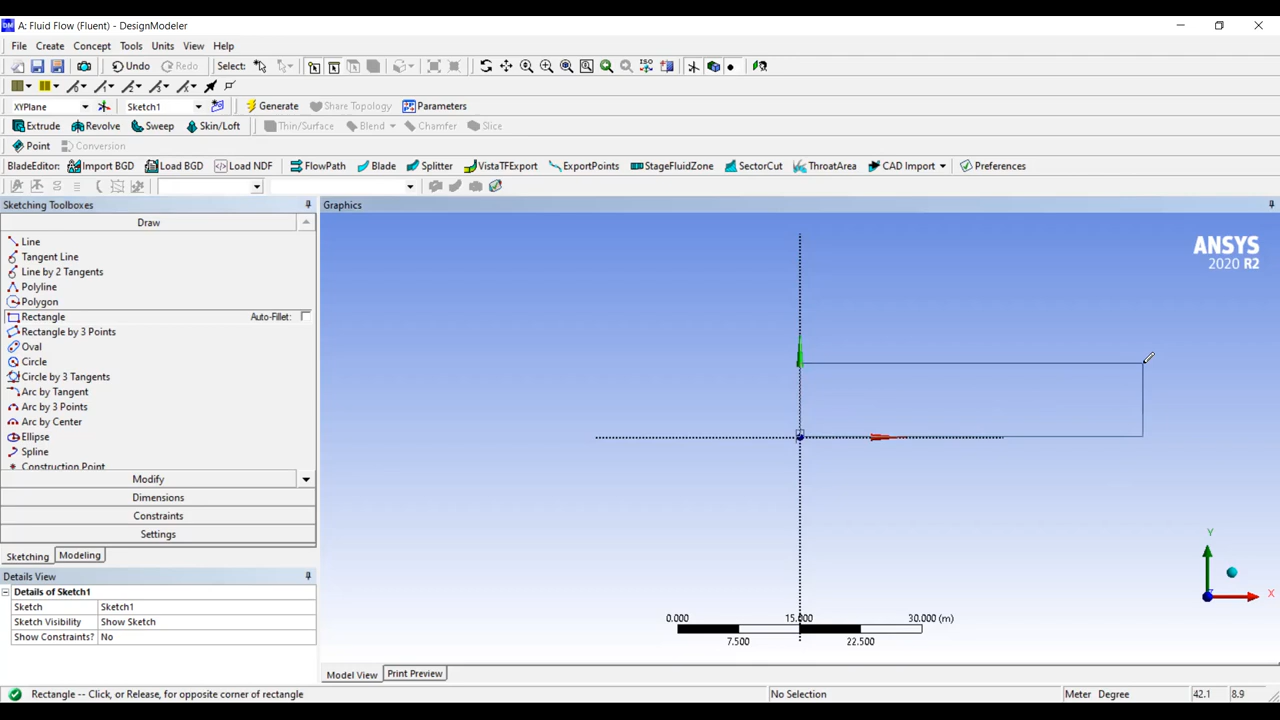 A: Fluid Flow (Fluent) - DesignModeler
File Edit Create Concept Tools Units View Help
Undo Redo Select: ISO
XYPlane Sketch1 Generate Share Topology Parameters
Extrude Revolve Sweep Skin/Loft Thin/Surface Blend Chamfer Slice
Point Conversion
BladeEditor: Import BGD Load BGD Load NDF FlowPath Blade Splitter VistaTFExport ExportPoints StageFluidZone SectorCut ThroatArea CAD Import Preferences
Sketching Toolboxes
Graphics
Draw
Line
Tangent Line
Line by 2 Tangents
Polyline
Polygon
Rectangle Auto-Fillet:
Rectangle by 3 Points
Oval
Circle
Circle by 3 Tangents
Arc by Tangent
Arc by 3 Points
Arc by Center
Ellipse
Spline
Construction Point
Modify
Dimensions
Constraints
Settings
Sketching Modeling
Details View
Details of Sketch1
Sketch Sketch1
Sketch Visibility Show Sketch
Show Constraints? No
ANSYS
2020 R2
Y
X
0.000 15.000 30.000 (m)
7.500 22.500
Model View Print Preview
Rectangle -- Click, or Release, for opposite corner of rectangle No Selection Meter Degree 42.1 8.9